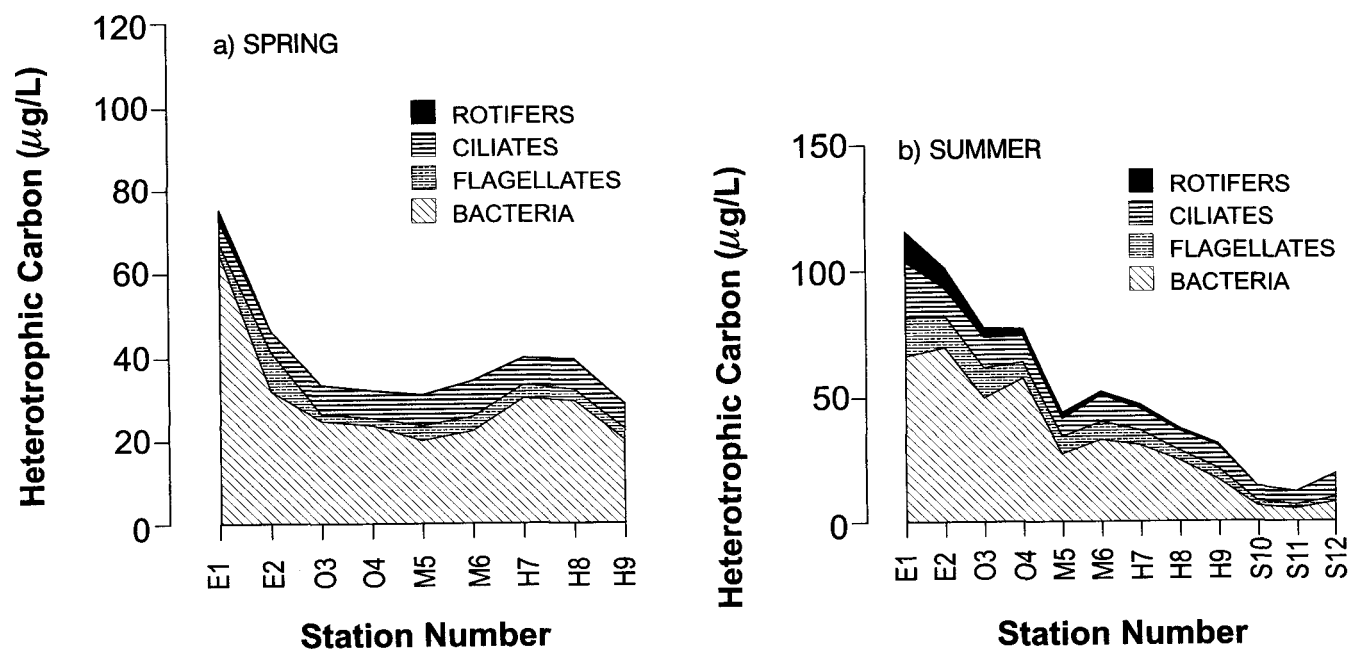 a) SPRING
Heterotrophic Carbon (µg/L)
120
100
80
60
40
20
0
ROTIFERS
CILIATES
FLAGELLATES
BACTERIA
E1 E2 O3 O4 M5 M6 H7 H8 H9
Station Number
b) SUMMER
Heterotrophic Carbon (µg/L)
150
100
50
0
ROTIFERS
CILIATES
FLAGELLATES
BACTERIA
E1 E2 O3 O4 M5 M6 H7 H8 H9 S10 S11 S12
Station Number